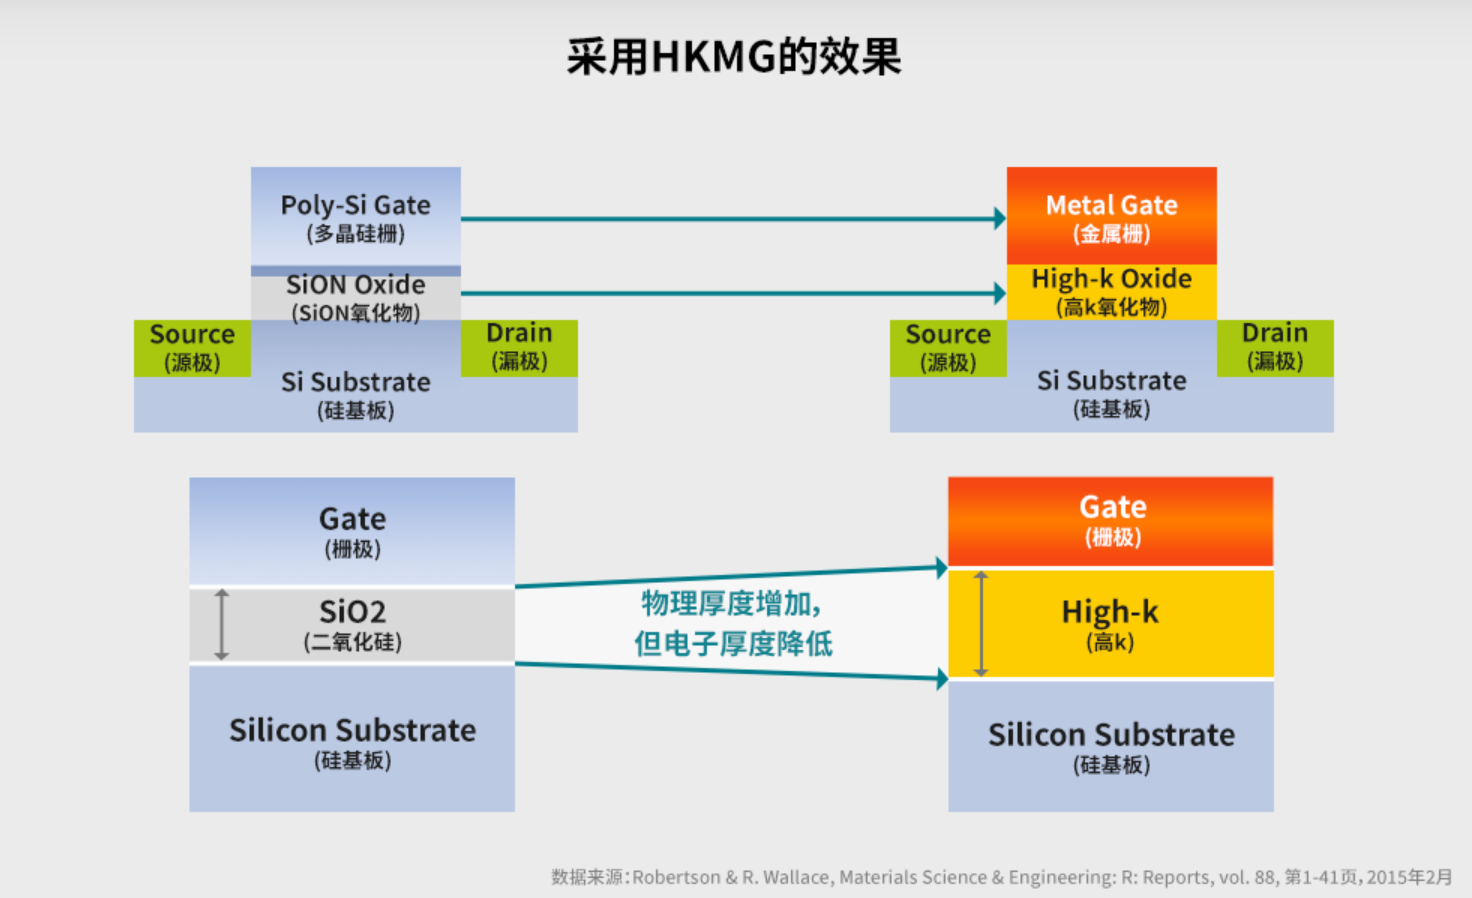 采用HKMG的效果
Poly-Si Gate
(多晶硅栅)
SiON Oxide
(SiON氧化物)
Source
(源极)
Drain
(漏极)
Si Substrate
(硅基板)
Metal Gate
(金属栅)
High-k Oxide
(高k氧化物)
Source
(源极)
Drain
(漏极)
Si Substrate
(硅基板)
Gate
(栅极)
SiO2
(二氧化硅)
Silicon Substrate
(硅基板)
物理厚度增加，
但电子厚度降低
Gate
(栅极)
High-k
(高k)
Silicon Substrate
(硅基板)
数据来源：Robertson & R. Wallace, Materials Science & Engineering: R: Reports, vol. 88, 第1-41页，2015年2月